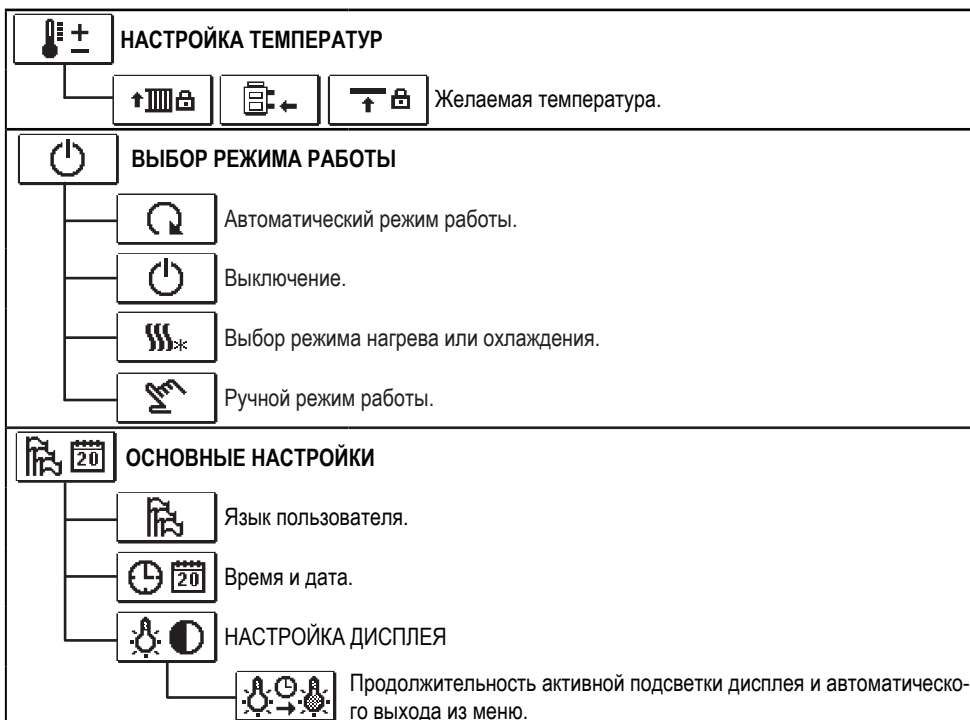 НАСТРОЙКА ТЕМПЕРАТУР
Желаемая температура.
ВЫБОР РЕЖИМА РАБОТЫ
Автоматический режим работы.
Выключение.
Выбор режима нагрева или охлаждения.
Ручной режим работы.
20
ОСНОВНЫЕ НАСТРОЙКИ
Язык пользователя.
20
Время и дата.
НАСТРОЙКА ДИСПЛЕЯ
Продолжительность активной подсветки дисплея и автоматическо-
го выхода из меню.